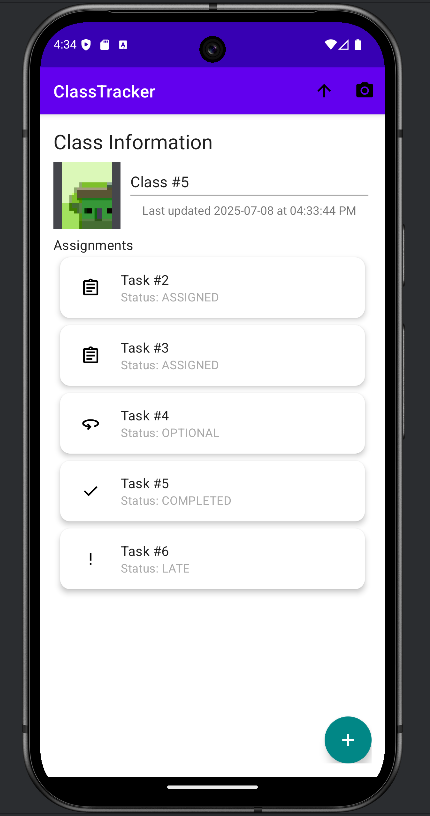 4:34
ClassTracker
Class Information
Class #5
Last updated 2025-07-08 at 04:33:44 PM
Assignments
Task #2
Status: ASSIGNED
Task #3
Status: ASSIGNED
Task #4
Status: OPTIONAL
Task #5
Status: COMPLETED
Task #6
Status: LATE